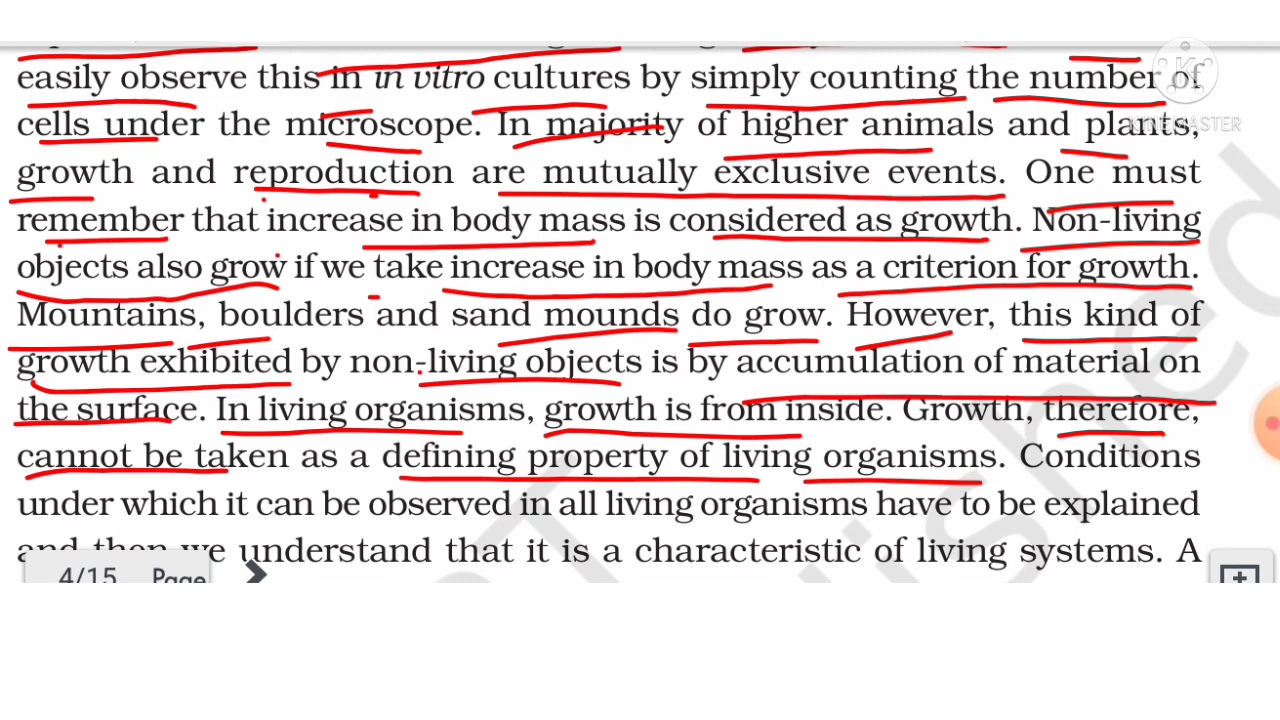 easily observe this in in vitro cultures by simply counting the number of
cells under the microscope. In majority of higher animals and plants,
growth and reproduction are mutually exclusive events. One must
remember that increase in body mass is considered as growth. Non-living
objects also grow if we take increase in body mass as a criterion for growth.
Mountains, boulders and sand mounds do grow. However, this kind of
growth exhibited by non-living objects is by accumulation of material on
the surface. In living organisms, growth is from inside. Growth, therefore,
cannot be taken as a defining property of living organisms. Conditions
under which it can be observed in all living organisms have to be explained
and then we understand that it is a characteristic of living systems. A
4/15 Page
KINEMASTER